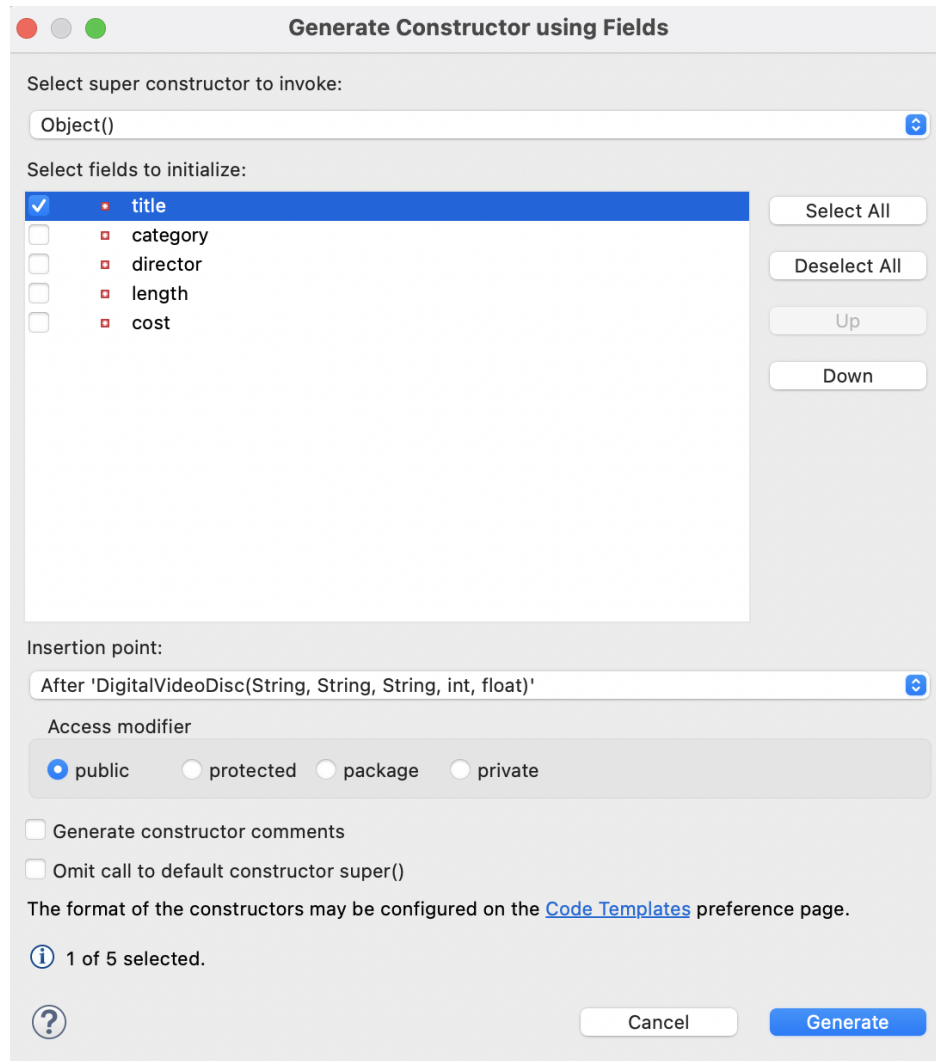 Generate Constructor using Fields
Select super constructor to invoke:
Object()
Select fields to initialize:
title
category
director
length
cost
Select All
Deselect All
Up
Down
Insertion point:
After 'DigitalVideoDisc(String, String, String, int, float)'
Access modifier
public protected package private
Generate constructor comments
Omit call to default constructor super()
The format of the constructors may be configured on the Code Templates preference page.
1 of 5 selected.
Cancel Generate